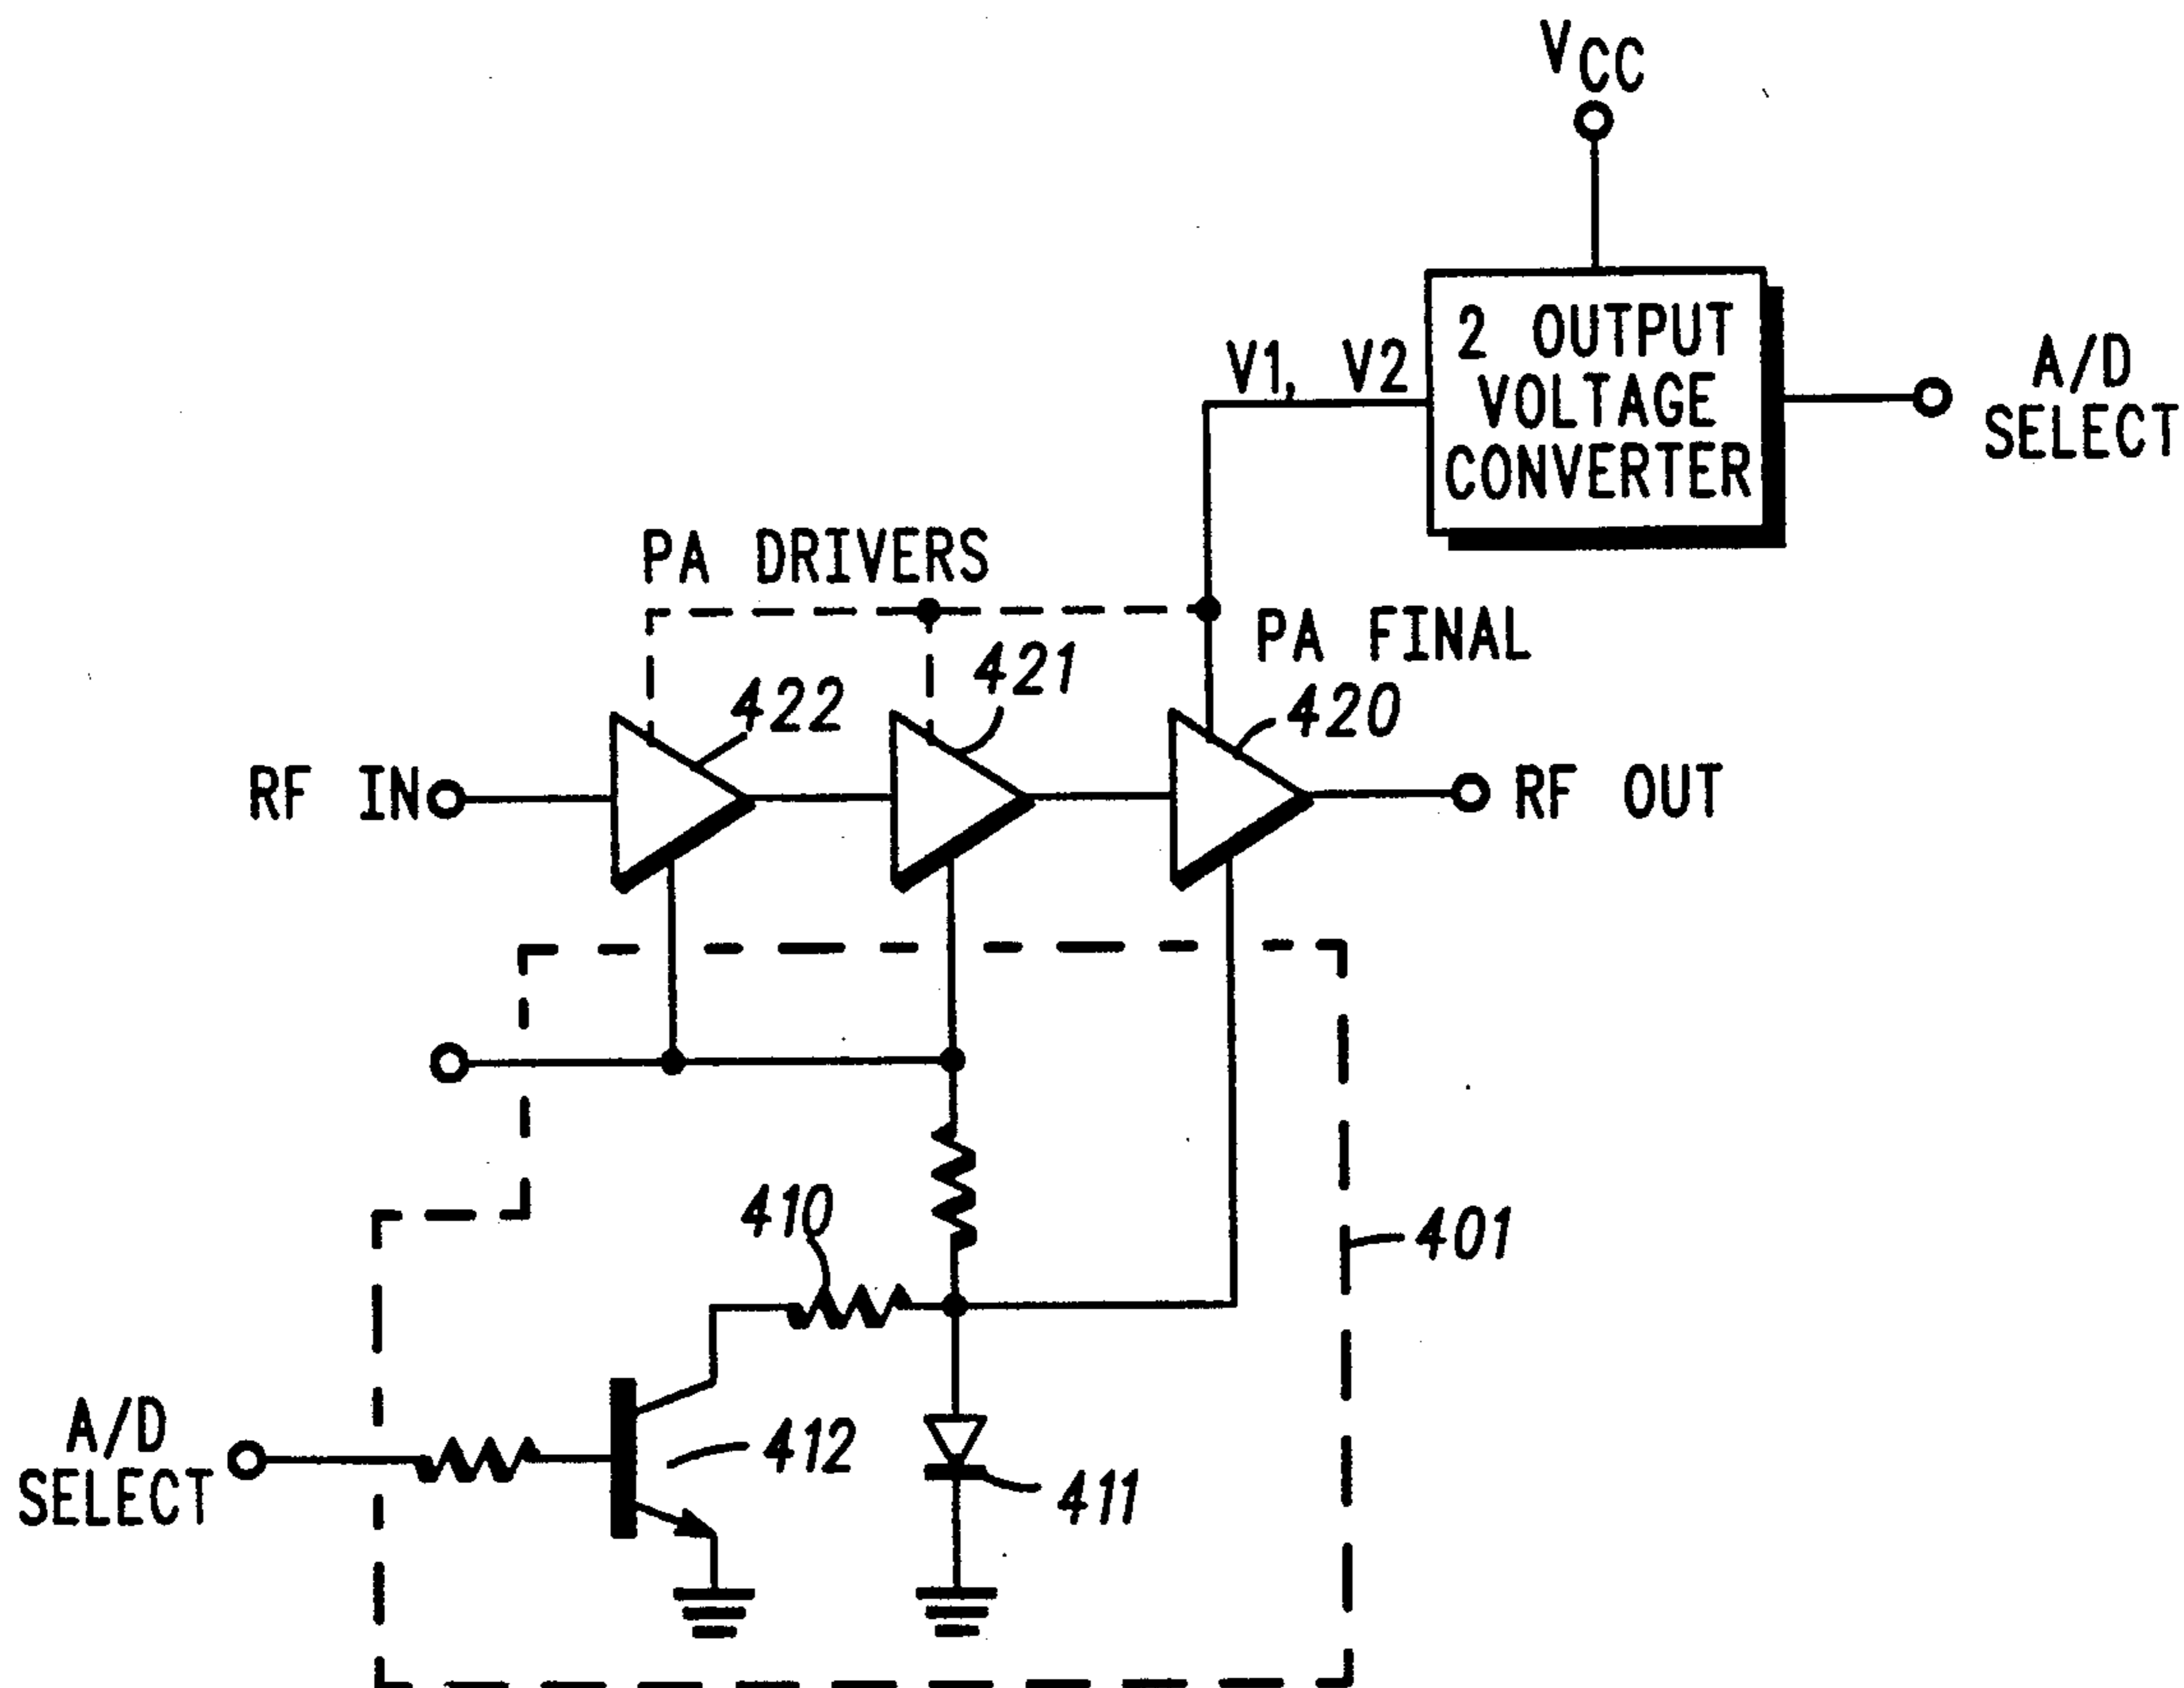 VCC
2 OUTPUT
VOLTAGE
CONVERTER
V1, V2
A/D
SELECT
PA DRIVERS
PA FINAL
422
421
420
RF IN
RF OUT
410
401
A/D
SELECT
412
411